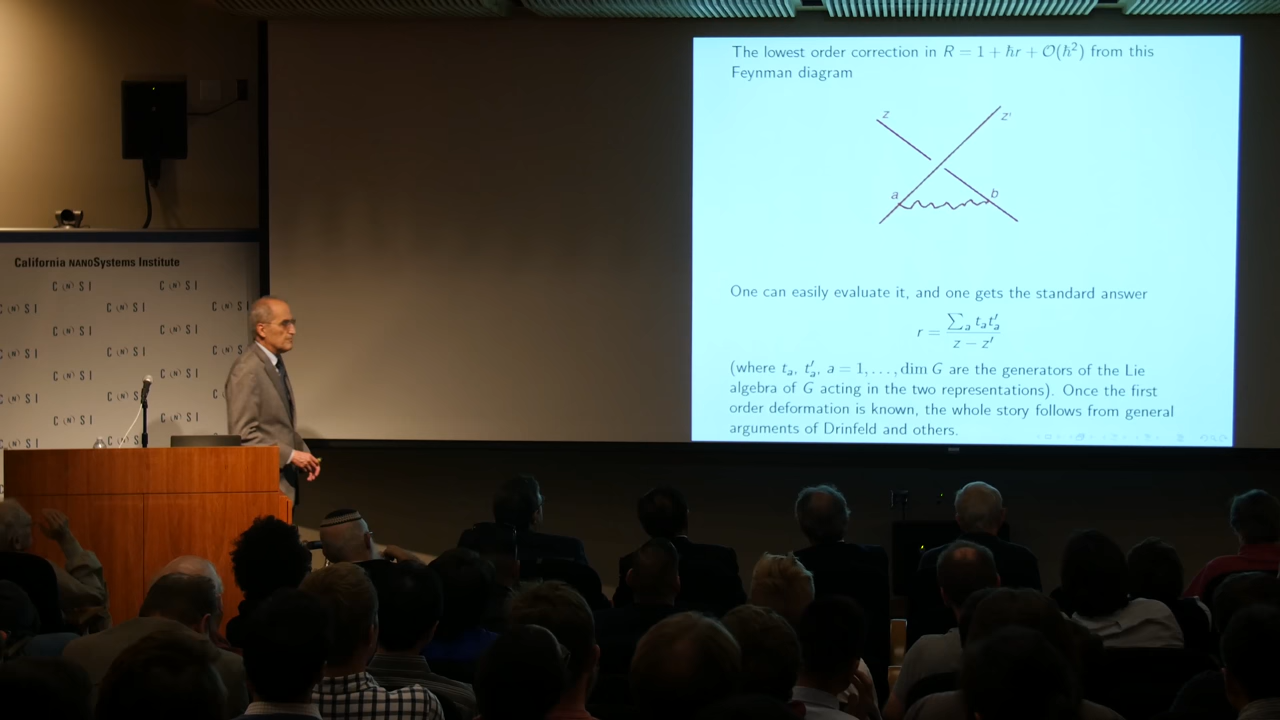 The lowest order correction in R = 1 + ħr + O(ħ²) from this
Feynman diagram
z
z'
a
b
One can easily evaluate it, and one gets the standard answer
r = ∑ₐ tₐt′ₐ / z − z′
(where tₐ, t′ₐ, a = 1, . . . , dim G are the generators of the Lie
algebra of G acting in the two representations). Once the first
order deformation is known, the whole story follows from general
arguments of Drinfeld and others.
California NANOSystems Institute
C (N) S I
C (N) S I
C (N) S I
C (N) S I
C (N) S I
C (N) S I
C (N) S I
C (N) S I
C (N) S I
C (N) S I
C (N) S I
C (N) S I
C (N) S I
C (N) S I